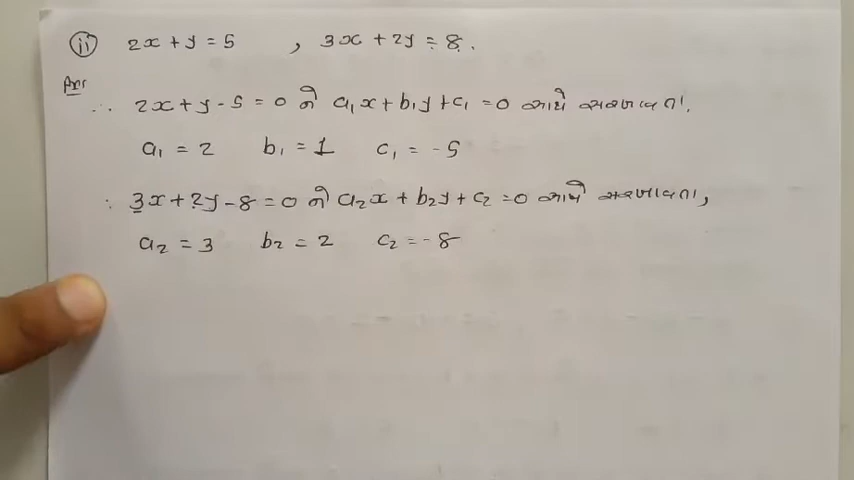 (ii) 2x + y = 5 , 3x + 2y = 8.
Ans
∴ 2x + y - 5 = 0 ને a₁x + b₁y + c₁ = 0 સાથે સરખાવતા.
a₁ = 2 b₁ = 1 c₁ = -5
∴ 3x + 2y - 8 = 0 ને a₂x + b₂y + c₂ = 0 સાથે સરખાવતા,
a₂ = 3 b₂ = 2 c₂ = -8